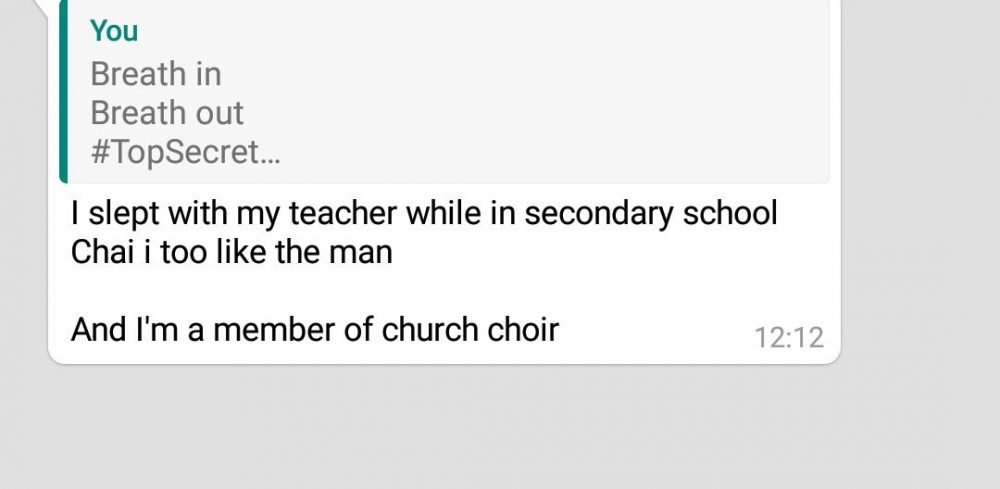 You
Breath in
Breath out
#TopSecret...
I slept with my teacher while in secondary school
Chai i too like the man
And I'm a member of church choir
12:12